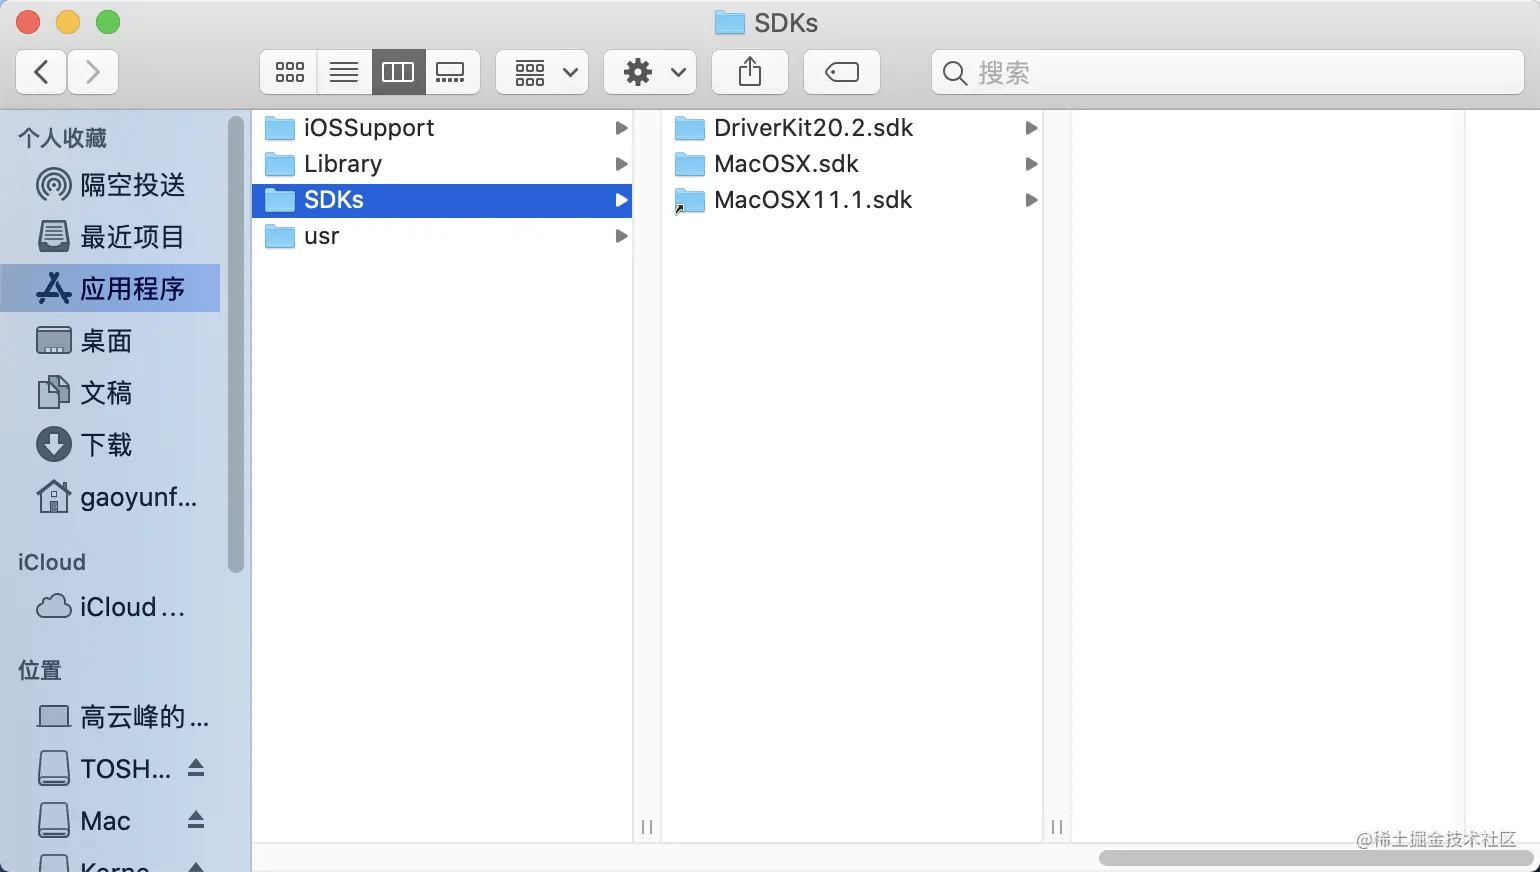 SDKs
搜索
个人收藏
隔空投送
最近项目
应用程序
桌面
文稿
下载
gaoyunf...
iCloud
iCloud...
位置
高云峰的...
TOSH...
Mac
iOSSupport
Library
SDKs
usr
DriverKit20.2.sdk
MacOSX.sdk
MacOSX11.1.sdk
@稀土掘金技术社区